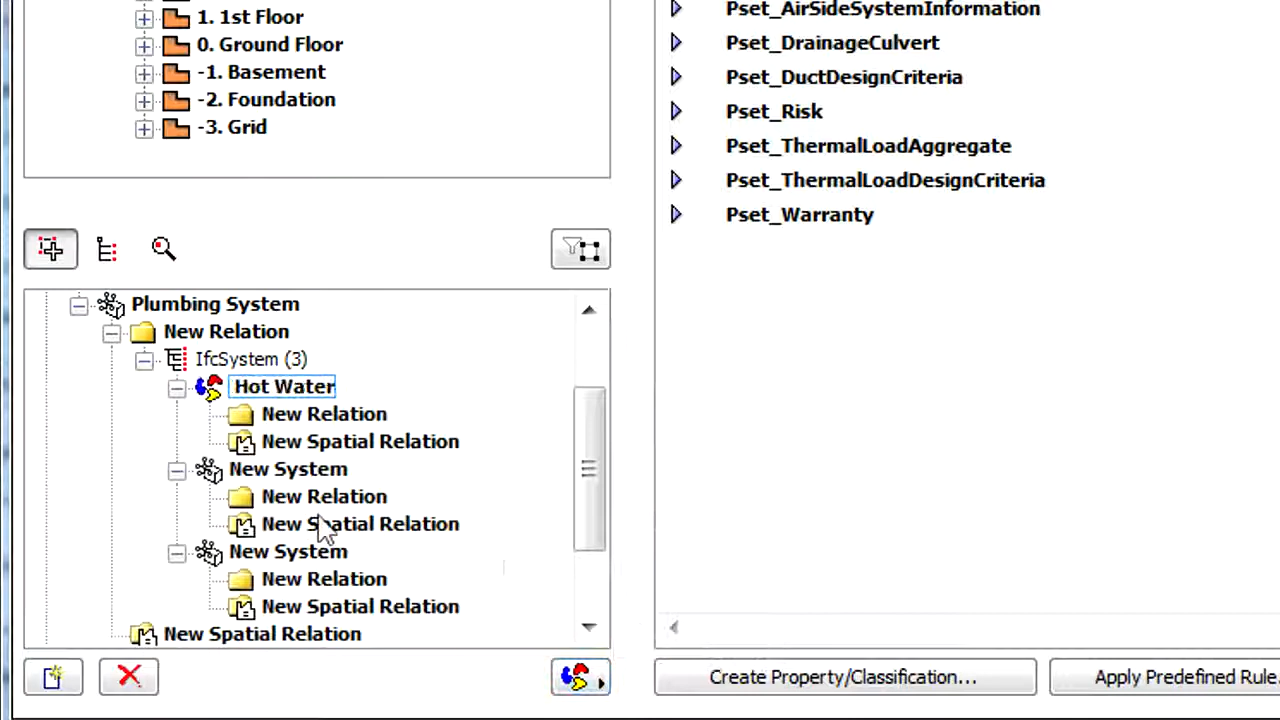 1. 1st Floor
0. Ground Floor
-1. Basement
-2. Foundation
-3. Grid
Plumbing System
New Relation
IfcSystem (3)
Hot Water
New Relation
New Spatial Relation
New System
New Relation
New Spatial Relation
New System
New Relation
New Spatial Relation
New Spatial Relation
Pset_AirSideSystemInformation
Pset_DrainageCulvert
Pset_DuctDesignCriteria
Pset_Risk
Pset_ThermalLoadAggregate
Pset_ThermalLoadDesignCriteria
Pset_Warranty
Create Property/Classification...
Apply Predefined Rule.